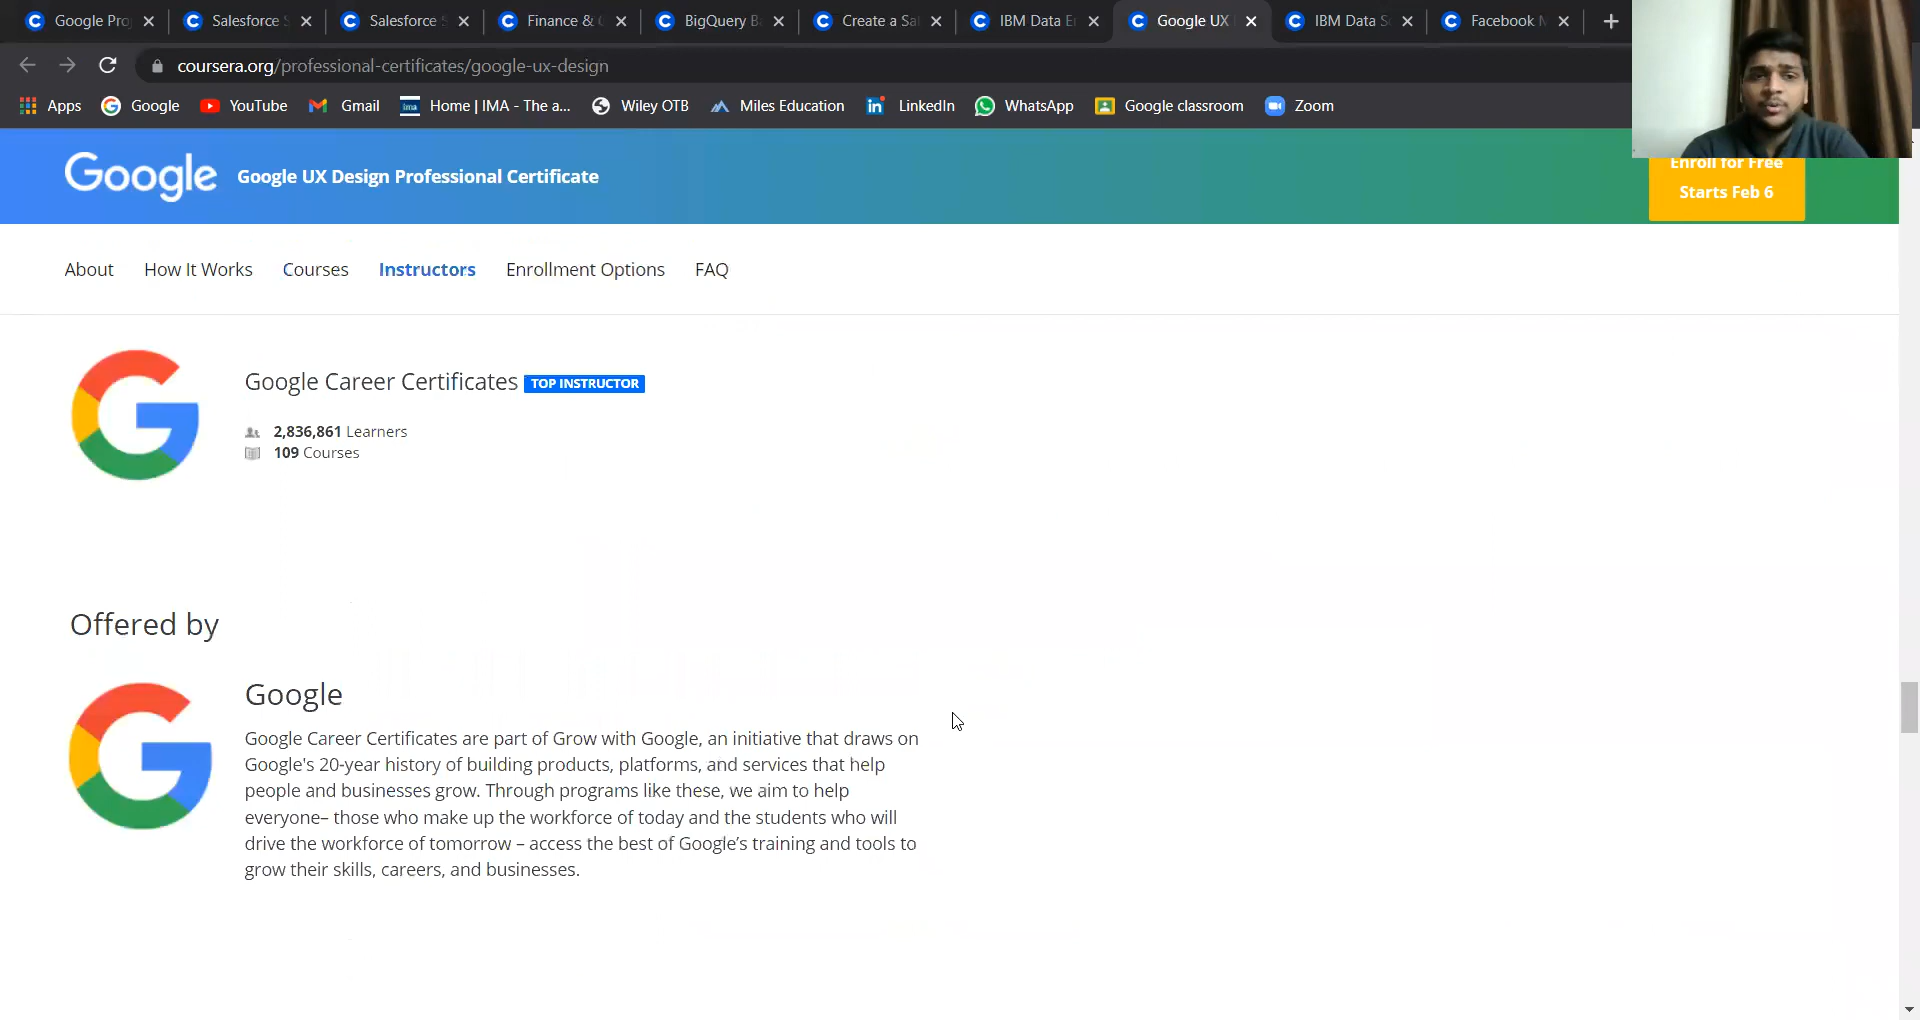 Google Pro Salesforce S Salesforce S Finance & BigQuery B Create a Sal IBM Data E Google UX IBM Data S Facebook
coursera.org/professional-certificates/google-ux-design
Apps Google YouTube Gmail Home | IMA - The a... Wiley OTB Miles Education LinkedIn WhatsApp Google classroom Zoom
Google Google UX Design Professional Certificate
Enroll for Free
Starts Feb 6
About How It Works Courses Instructors Enrollment Options FAQ
Google Career Certificates TOP INSTRUCTOR
2,836,861 Learners
109 Courses
Offered by
Google
Google Career Certificates are part of Grow with Google, an initiative that draws on
Google's 20-year history of building products, platforms, and services that help
people and businesses grow. Through programs like these, we aim to help
everyone– those who make up the workforce of today and the students who will
drive the workforce of tomorrow – access the best of Google’s training and tools to
grow their skills, careers, and businesses.